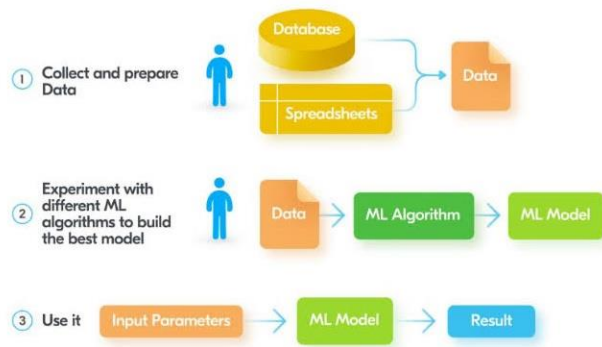 Database
1 Collect and prepare
Data
Data
Spreadsheets
2 Experiment with
different ML
algorithms to build
the best model
Data
ML Algorithm
ML Model
3 Use it
Input Parameters
ML Model
Result